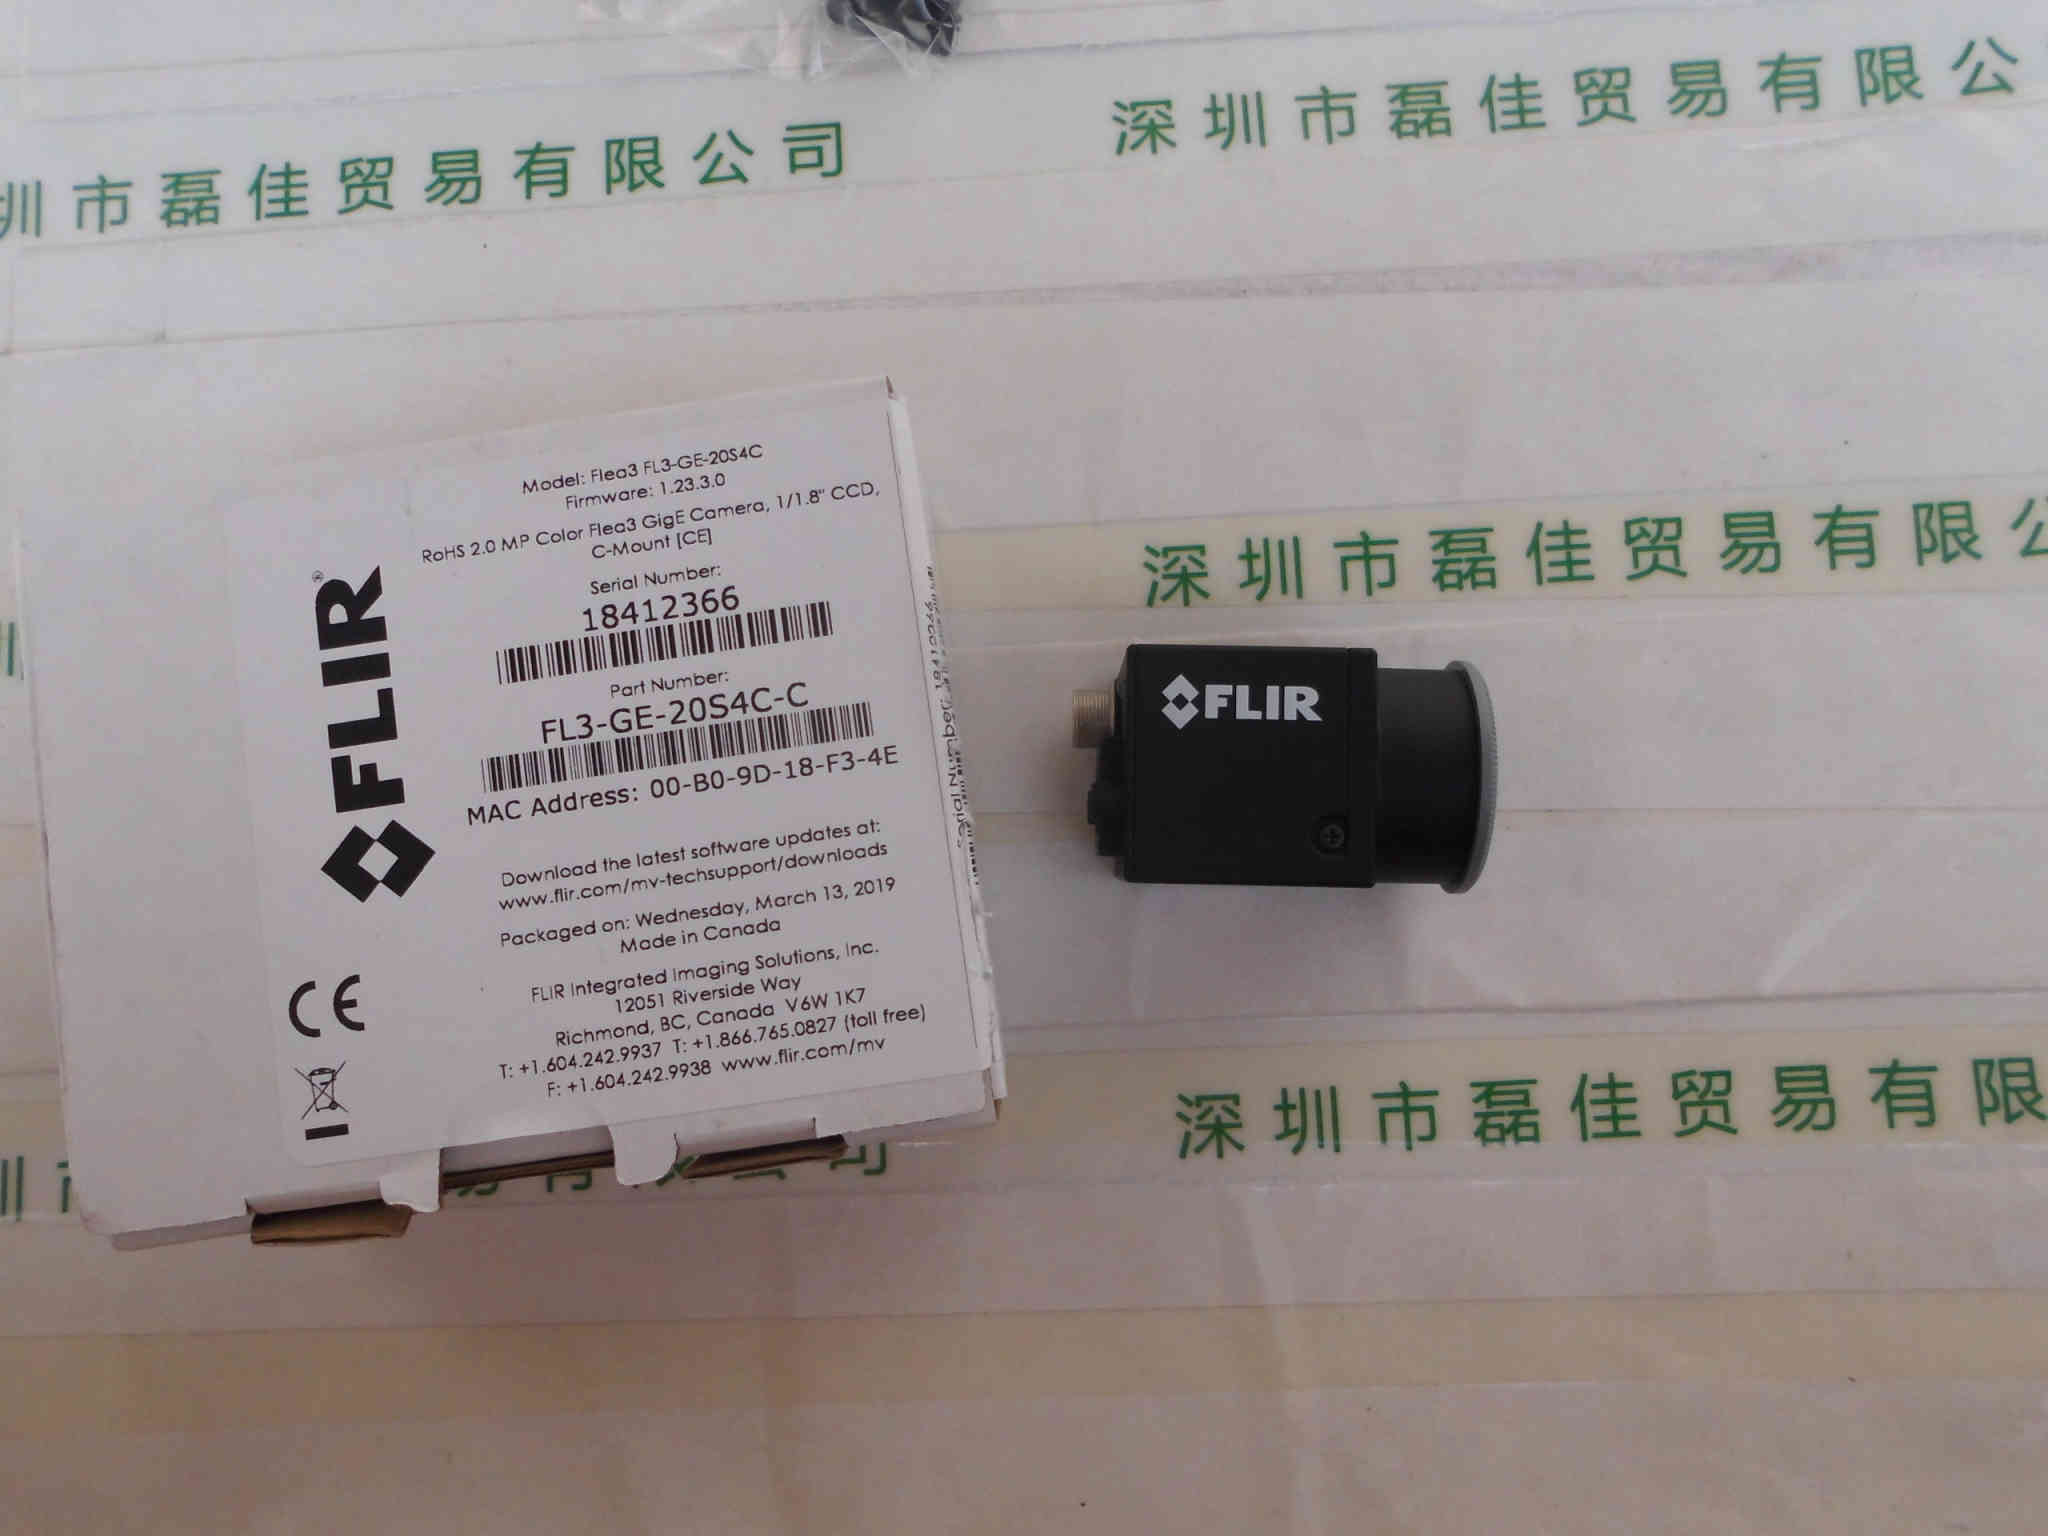 深圳市磊佳贸易有限公
圳市磊佳贸易有限公司
Model: Flea3 FL3-GE-20S4C
Firmware: 1.23.3.0
RoHS 2.0 MP Color Flea3 GigE Camera, 1/1.8" CCD,
C-Mount [CE]
Serial Number:
18412366
Part Number:
FL3-GE-20S4C-C
MAC Address: 00-B0-9D-18-F3-4E
Download the latest software updates at:
www.flir.com/mv-techsupport/downloads
Packaged on: Wednesday, March 13, 2019
Made in Canada
FLIR Integrated Imaging Solutions, Inc.
12051 Riverside Way
Richmond, BC, Canada V6W 1K7
T: +1.604.242.9937 T: +1.866.765.0827 (toll free)
F: +1.604.242.9938 www.flir.com/mv
FLIR®
CE
深圳市磊佳贸易有限公
FLIR
深圳市磊佳贸易有限